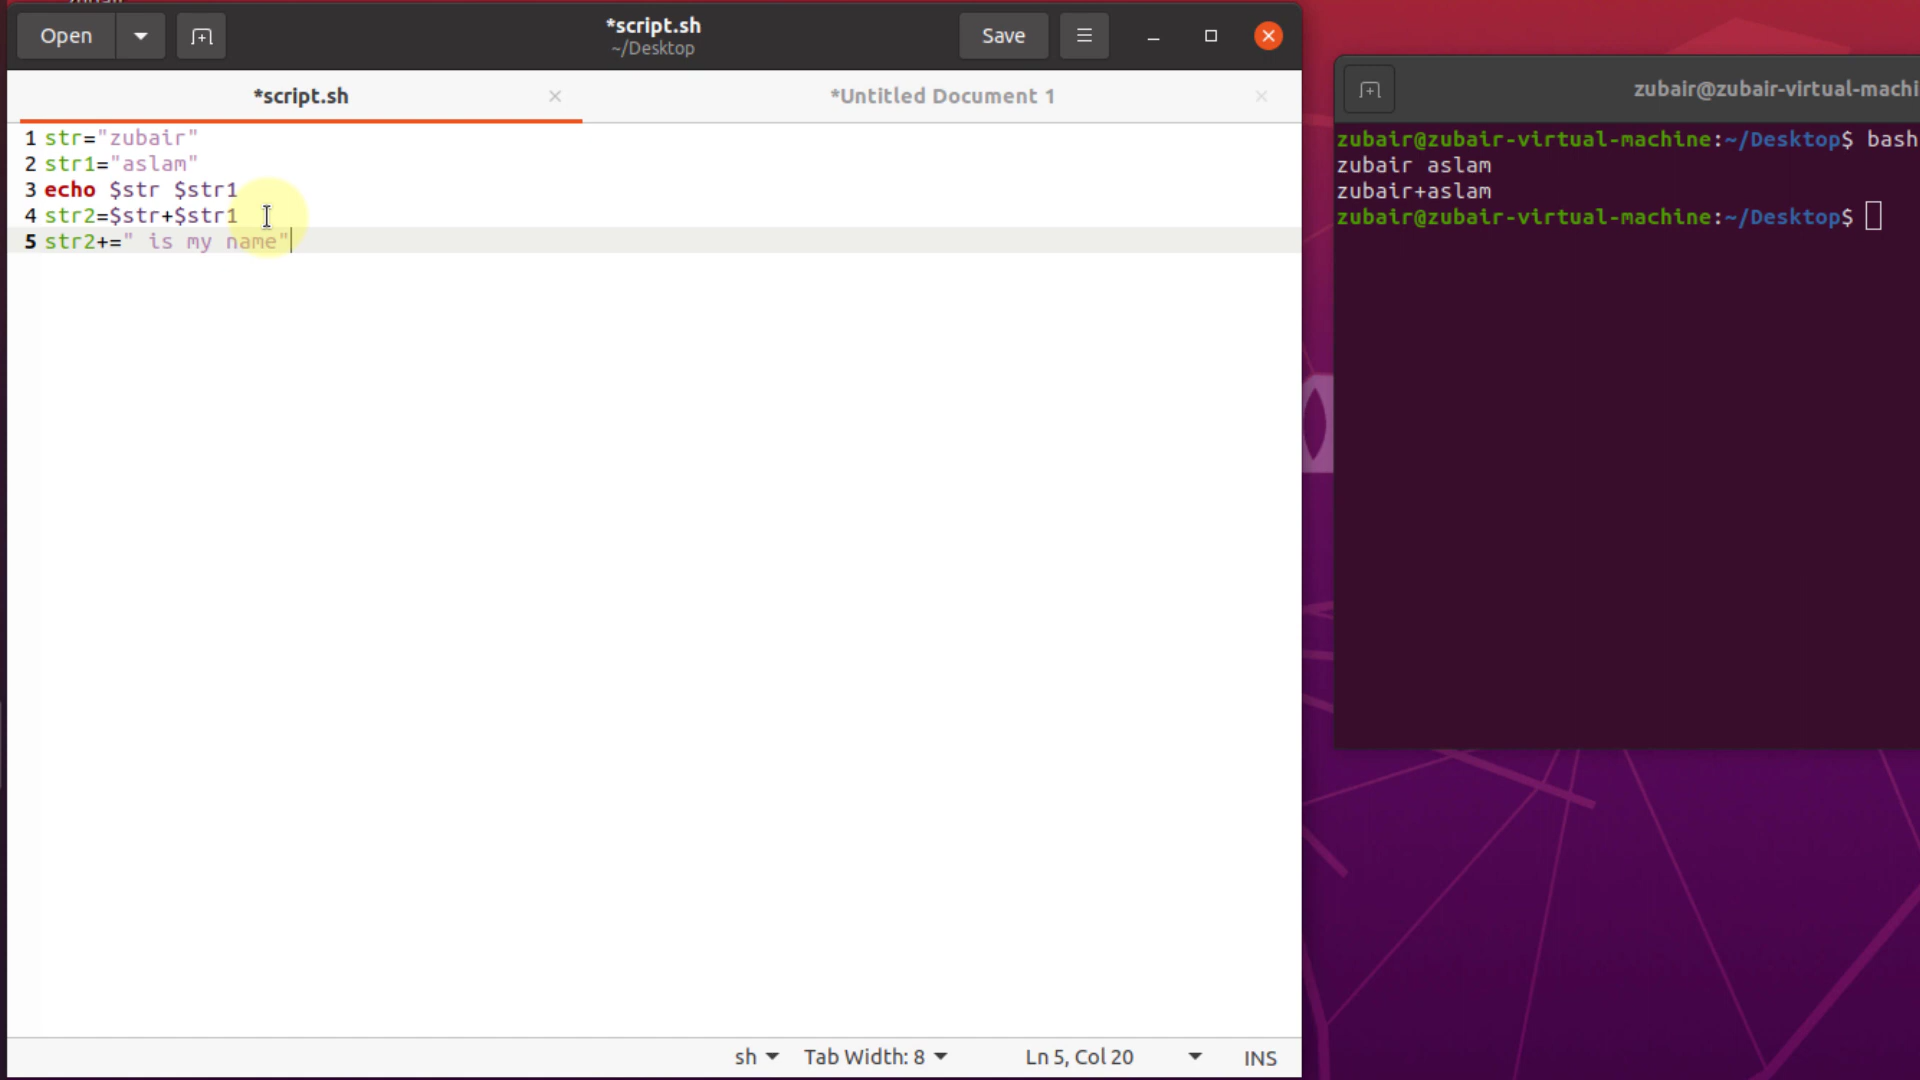 Open
*script.sh
~/Desktop
Save
*script.sh
*Untitled Document 1
1 str="zubair"
2 str1="aslam"
3 echo $str $str1
4 str2=$str+$str1
5 str2+=" is my name"
sh
Tab Width: 8
Ln 5, Col 20
INS
zubair@zubair-virtual-machi
zubair@zubair-virtual-machine:~/Desktop$ bash
zubair aslam
zubair+aslam
zubair@zubair-virtual-machine:~/Desktop$